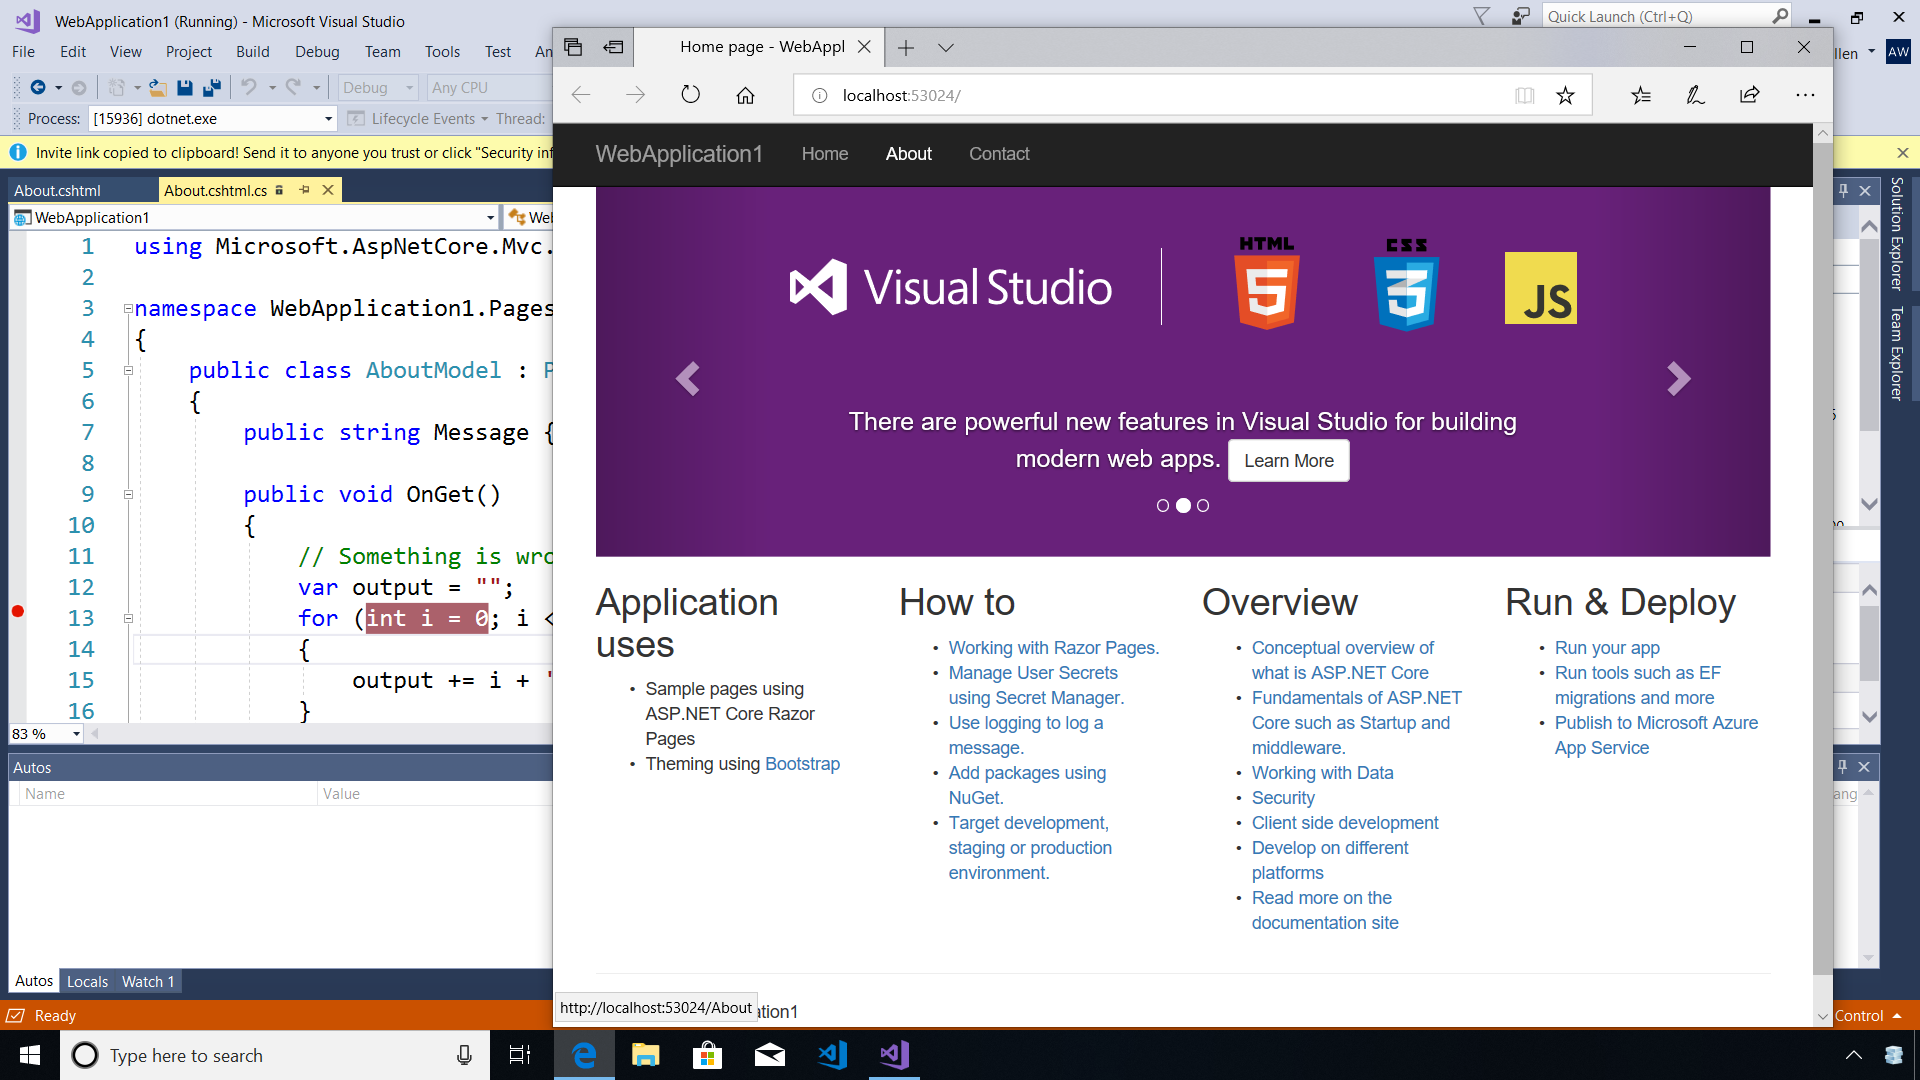 WebApplication1 (Running) - Microsoft Visual Studio
Quick Launch (Ctrl+Q)
File Edit View Project Build Debug Team Tools Test
AW
Debug Any CPU
Process: [15936] dotnet.exe Lifecycle Events Thread:
Invite link copied to clipboard! Send it to anyone you trust or click "Security
About.cshtml About.cshtml.cs
WebApplication1
1 using Microsoft.AspNetCore.Mvc.
2
3 namespace WebApplication1.Pages
4 {
5 public class AboutModel :
6 {
7 public string Message {
8
9 public void OnGet()
10 {
11 // Something is
12 var output = "";
13 for (int i = 0; i <
14 {
15 output += i + "
16 }
83 %
Autos
Name Value
Autos Locals Watch 1
Ready
Home page - WebAppl
localhost:53024/
WebApplication1 Home About Contact
Visual Studio
HTML
5
CSS
3
JS
There are powerful new features in Visual Studio for building
modern web apps. Learn More
Application
uses
Sample pages using
ASP.NET Core Razor
Pages
Theming using Bootstrap
How to
Working with Razor Pages.
Manage User Secrets
using Secret Manager.
Use logging to log a
message.
Add packages using
NuGet.
Target development,
staging or production
environment.
Overview
Conceptual overview of
what is ASP.NET Core
Fundamentals of ASP.NET
Core such as Startup and
middleware.
Working with Data
Security
Client side development
Develop on different
platforms
Read more on the
documentation site
Run & Deploy
Run your app
Run tools such as EF
migrations and more
Publish to Microsoft Azure
App Service
http://localhost:53024/About
Solution Explorer
Team Explorer
Control
Type here to search